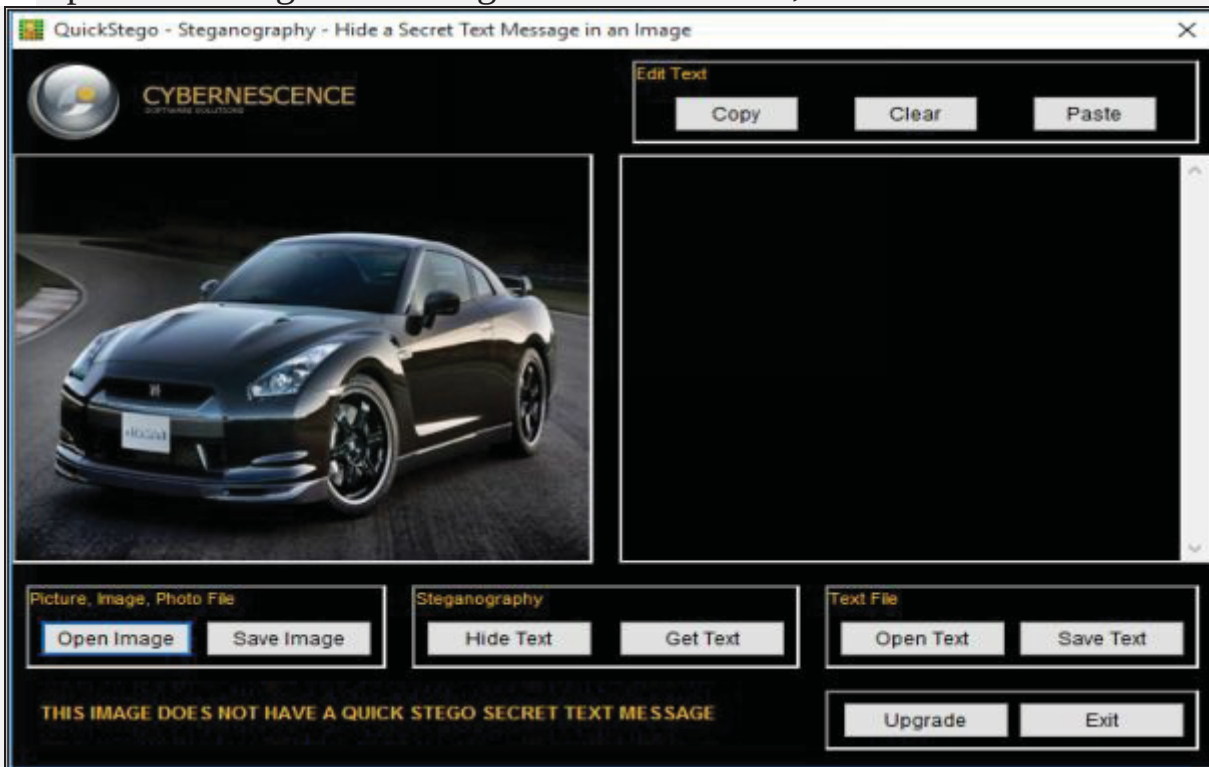 QuickStego - Steganography - Hide a Secret Text Message in an Image
CYBERNESCENCE
SOFTWARE SOLUTIONS
Edit Text
Copy Clear Paste
Picture, Image, Photo File
Open Image Save Image
Steganography
Hide Text Get Text
Text File
Open Text Save Text
THIS IMAGE DOES NOT HAVE A QUICK STEGO SECRET TEXT MESSAGE
Upgrade Exit